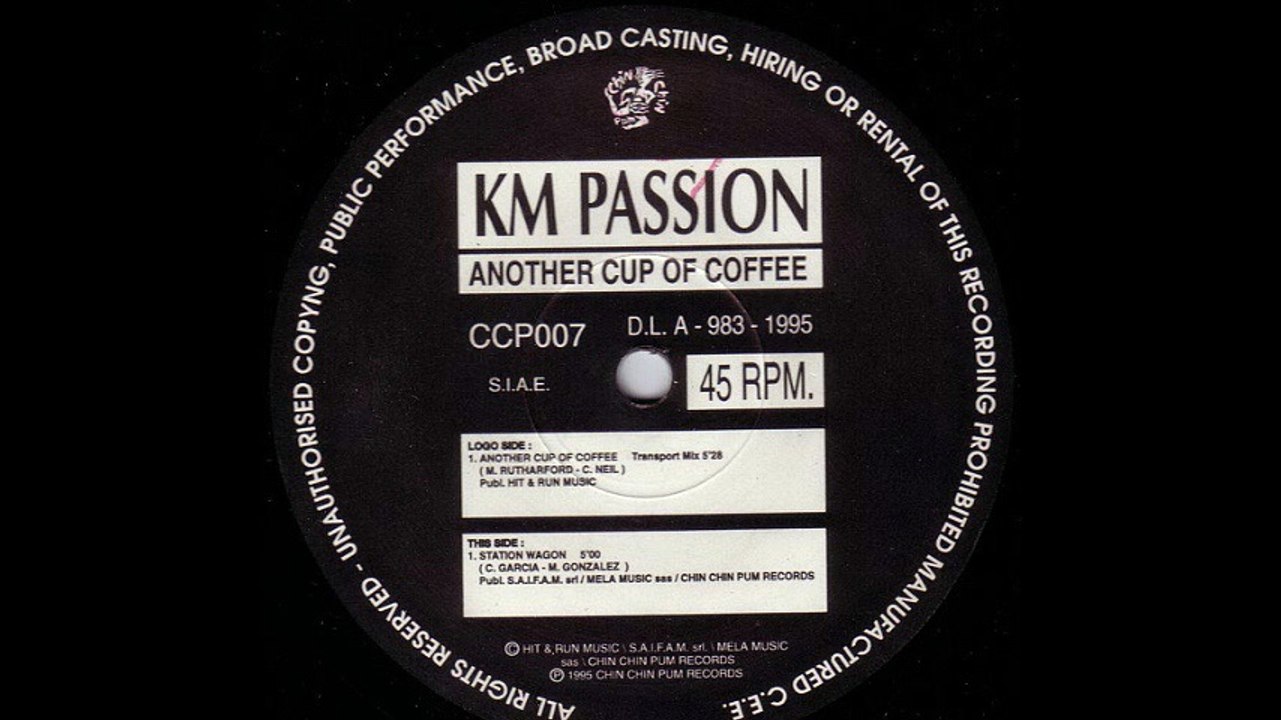 ALL RIGHTS RESERVED - UNAUTHORISED COPYNG, PUBLIC PERFORMANCE, BROAD CASTING, HIRING OR RENTAL OF THIS RECORDING PROHIBITED MANUFACTURED C.E.E.
Chin Chin Pum
KM PASSION
ANOTHER CUP OF COFFEE
CCP007 D.L. A - 983 - 1995
S.I.A.E. 45 RPM.
LOGO SIDE :
1. ANOTHER CUP OF COFFEE Transport Mix 5'28
( M. RUTHARFORD - C. NEIL )
Publ. HIT & RUN MUSIC
THIS SIDE :
1. STATION WAGON 5'00
( C. GARCIA - M. GONZALEZ )
Publ. S.A.I.F.A.M. srl / MELA MUSIC sas / CHIN CHIN PUM RECORDS
© HIT & RUN MUSIC \ S.A.I.F.A.M. srl. \ MELA MUSIC
sas \ CHIN CHIN PUM RECORDS
℗ 1995 CHIN CHIN PUM RECORDS